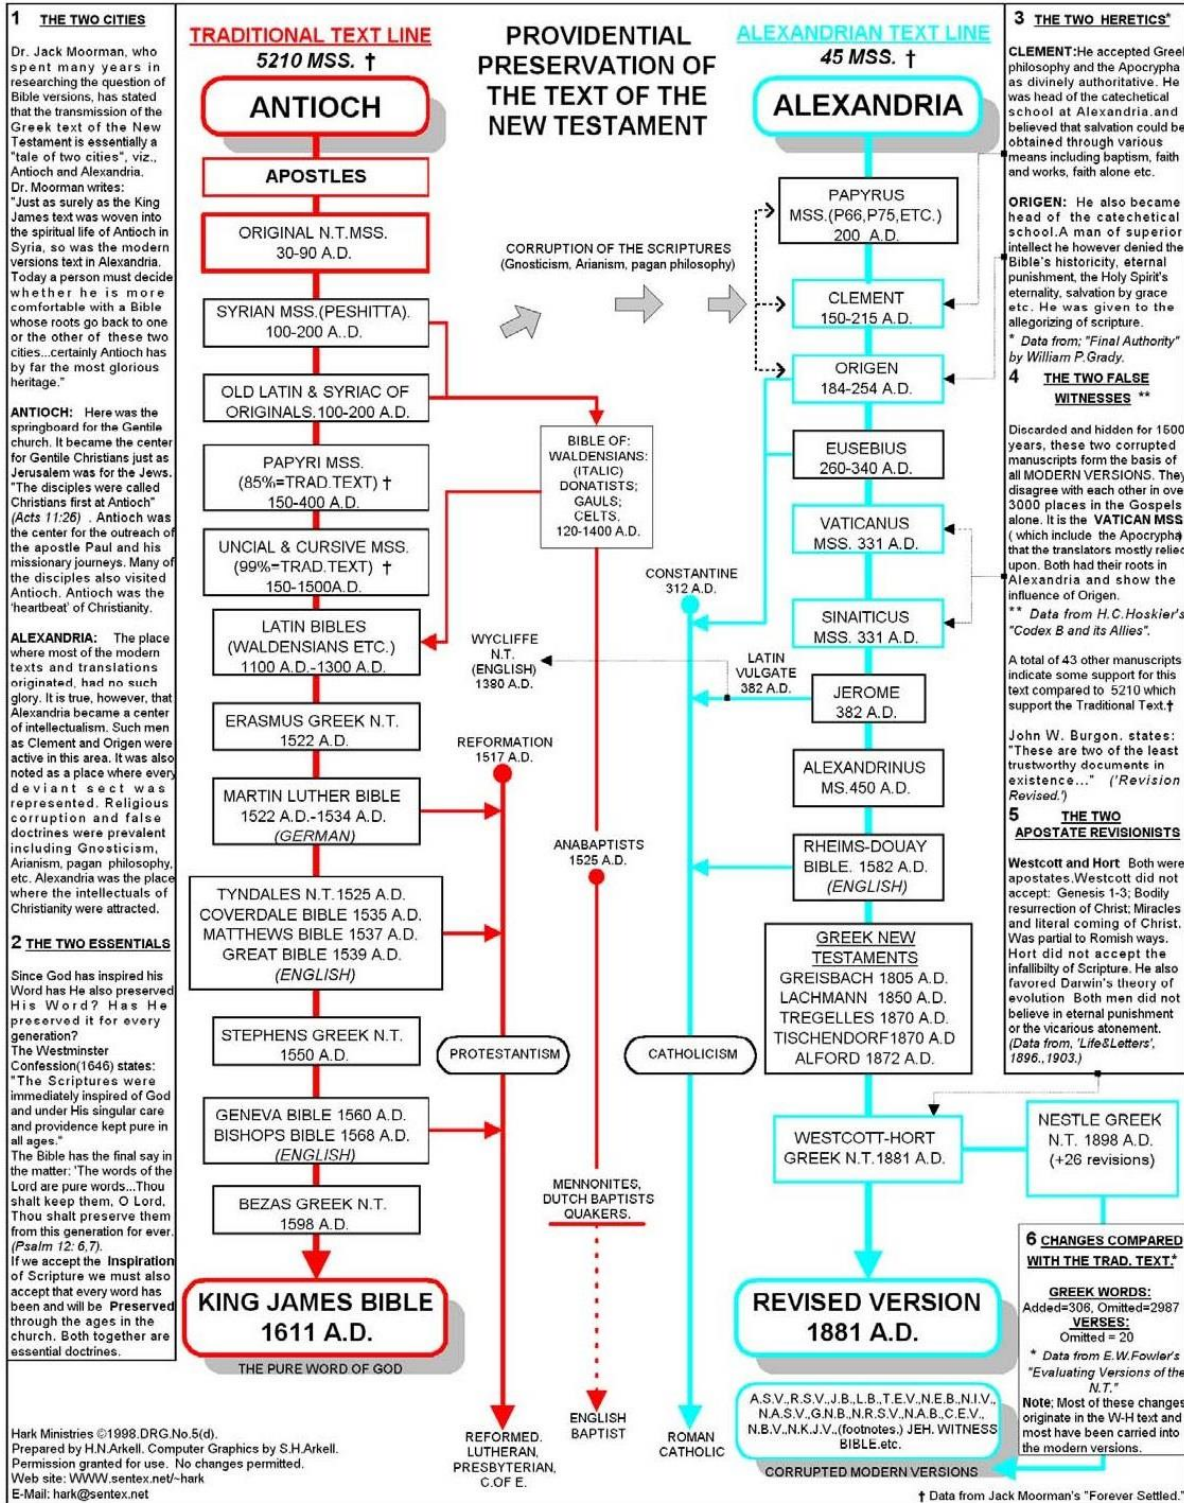 1 THE TWO CITIES
Dr. Jack Moorman, who
spent many years in
researching the question of
Bible versions, has stated
that the transmission of the
Greek text of the New
Testament is essentially a
"tale of two cities", viz.,
Antioch and Alexandria.
Dr. Moorman writes:
"Just as surely as the King
James text was woven into
the spiritual life of Antioch in
Syria, so was the modern
versions text in Alexandria.
Today a person must decide
whether he is more
comfortable with a Bible
whose roots go back to one
or the other of these two
cities...certainly Antioch has
by far the most glorious
heritage."
ANTIOCH: Here was the
springboard for the Gentile
church. It became the center
for Gentile Christians just as
Jerusalem was for the Jews.
"The disciples were called
Christians first at Antioch"
(Acts 11:26) . Antioch was
the center for the outreach of
the apostle Paul and his
missionary journeys. Many of
the disciples also visited
Antioch. Antioch was the
'heartbeat' of Christianity.
ALEXANDRIA: The place
where most of the modern
texts and translations
originated, had no such
glory. It is true, however, that
Alexandria became a center
of intellectualism. Such men
as Clement and Origen were
active in this area. It was also
noted as a place where every
deviant sect was
represented. Religious
corruption and false
doctrines were prevalent
including Gnosticism,
Arianism, pagan philosophy,
etc. Alexandria was the place
where the intellectuals of
Christianity were attracted.
2 THE TWO ESSENTIALS
Since God has inspired his
Word has He also preserved
His Word? Has He
preserved it for every
generation?
The Westminster
Confession(1646) states:
"The Scriptures were
immediately inspired of God
and under His singular care
and providence kept pure in
all ages."
The Bible has the final say in
the matter: 'The words of the
Lord are pure words...Thou
shalt keep them, O Lord,
Thou shalt preserve them
from this generation for ever.
(Psalm 12: 6,7).
If we accept the Inspiration
of Scripture we must also
accept that every word has
been and will be Preserved
through the ages in the
church. Both together are
essential doctrines.
TRADITIONAL TEXT LINE
5210 MSS. †
ANTIOCH
APOSTLES
ORIGINAL N.T.MSS.
30-90 A.D.
SYRIAN MSS.(PESHITTA).
100-200 A..D.
OLD LATIN & SYRIAC OF
ORIGINALS.100-200 A.D.
PAPYRI MSS.
(85%=TRAD.TEXT) †
150-400 A.D.
UNCIAL & CURSIVE MSS.
(99%=TRAD.TEXT) †
150-1500A.D.
LATIN BIBLES
(WALDENSIANS ETC.)
1100 A.D.-1300 A.D.
ERASMUS GREEK N.T.
1522 A.D.
MARTIN LUTHER BIBLE
1522 A.D.-1534 A.D.
(GERMAN)
TYNDALES N.T.1525 A.D.
COVERDALE BIBLE 1535 A.D.
MATTHEWS BIBLE 1537 A.D.
GREAT BIBLE 1539 A.D.
(ENGLISH)
STEPHENS GREEK N.T.
1550 A.D.
GENEVA BIBLE 1560 A.D.
BISHOPS BIBLE 1568 A.D.
(ENGLISH)
BEZAS GREEK N.T.
1598 A.D.
KING JAMES BIBLE
1611 A.D.
THE PURE WORD OF GOD
PROVIDENTIAL
PRESERVATION OF
THE TEXT OF THE
NEW TESTAMENT
CORRUPTION OF THE SCRIPTURES
(Gnosticism, Arianism, pagan philosophy)
BIBLE OF:
WALDENSIANS:
(ITALIC)
DONATISTS;
GAULS;
CELTS.
120-1400 A.D.
CONSTANTINE
312 A.D.
WYCLIFFE
N.T.
(ENGLISH)
1380 A.D.
LATIN
VULGATE
382 A.D.
REFORMATION
1517 A.D.
ANABAPTISTS
1525 A.D.
PROTESTANTISM
CATHOLICISM
MENNONITES,
DUTCH BAPTISTS
QUAKERS.
REFORMED.
LUTHERAN,
PRESBYTERIAN,
C.OF E.
ENGLISH
BAPTIST
ROMAN
CATHOLIC
ALEXANDRIAN TEXT LINE
45 MSS. †
ALEXANDRIA
PAPYRUS
MSS.(P66,P75,ETC.)
200 A.D.
CLEMENT
150-215 A.D.
ORIGEN
184-254 A.D.
EUSEBIUS
260-340 A.D.
VATICANUS
MSS. 331 A.D.
SINAITICUS
MSS. 331 A.D.
JEROME
382 A.D.
ALEXANDRINUS
MS.450 A.D.
RHEIMS-DOUAY
BIBLE. 1582 A.D.
(ENGLISH)
GREEK NEW
TESTAMENTS
GREISBACH 1805 A.D.
LACHMANN 1850 A.D.
TREGELLES 1870 A.D.
TISCHENDORF1870 A.D
ALFORD 1872 A.D.
WESTCOTT-HORT
GREEK N.T.1881 A.D.
NESTLE GREEK
N.T. 1898 A.D.
(+26 revisions)
REVISED VERSION
1881 A.D.
A.S.V.,R.S.V.,J.B.,L.B.,T.E.V.,N.E.B.,N.I.V.,
N.A.S.V.,G.N.B.,N.R.S.V.,N.A.B.,C.E.V.,
N.B.V.,N.K.J.V.,(footnotes.) JEH. WITNESS
BIBLE.etc.
CORRUPTED MODERN VERSIONS
3 THE TWO HERETICS*
CLEMENT:He accepted Greek
philosophy and the Apocrypha
as divinely authoritative. He
was head of the catechetical
school at Alexandria.and
believed that salvation could be
obtained through various
means including baptism, faith
and works, faith alone etc.
ORIGEN: He also became
head of the catechetical
school.A man of superior
intellect he however denied the
Bible's historicity, eternal
punishment, the Holy Spirit's
eternality, salvation by grace
etc. He was given to the
allegorizing of scripture.
* Data from; "Final Authority"
by William P.Grady.
4 THE TWO FALSE
WITNESSES **
Discarded and hidden for 1500
years, these two corrupted
manuscripts form the basis of
all MODERN VERSIONS. They
disagree with each other in over
3000 places in the Gospels
alone. It is the VATICAN MSS
( which include the Apocrypha)
that the translators mostly relied
upon. Both had their roots in
Alexandria and show the
influence of Origen.
** Data from H.C.Hoskier's
"Codex B and its Allies".
A total of 43 other manuscripts
indicate some support for this
text compared to 5210 which
support the Traditional Text.†
John W. Burgon. states:
"These are two of the least
trustworthy documents in
existence..." ('Revision
Revised.')
5 THE TWO
APOSTATE REVISIONISTS
Westcott and Hort Both were
apostates.Westcott did not
accept: Genesis 1-3; Bodily
resurrection of Christ; Miracles
and literal coming of Christ.
Was partial to Romish ways.
Hort did not accept the
infallibilty of Scripture. He also
favored Darwin's theory of
evolution Both men did not
believe in eternal punishment
or the vicarious atonement.
(Data from, 'Life&Letters',
1896.,1903.)
6 CHANGES COMPARED
WITH THE TRAD. TEXT.*
GREEK WORDS:
Added=306, Omitted=2987
VERSES:
Omitted = 20
* Data from E.W.Fowler's
"Evaluating Versions of the
N.T."
Note; Most of these changes
originate in the W-H text and
most have been carried into
the modern versions.
Hark Ministries ©1998.DRG.No.5(d).
Prepared by H.N.Arkell. Computer Graphics by S.H.Arkell.
Permission granted for use. No changes permitted.
Web site: WWW.sentex.net/~hark
E-Mail: hark@sentex.net
† Data from Jack Moorman's "Forever Settled."